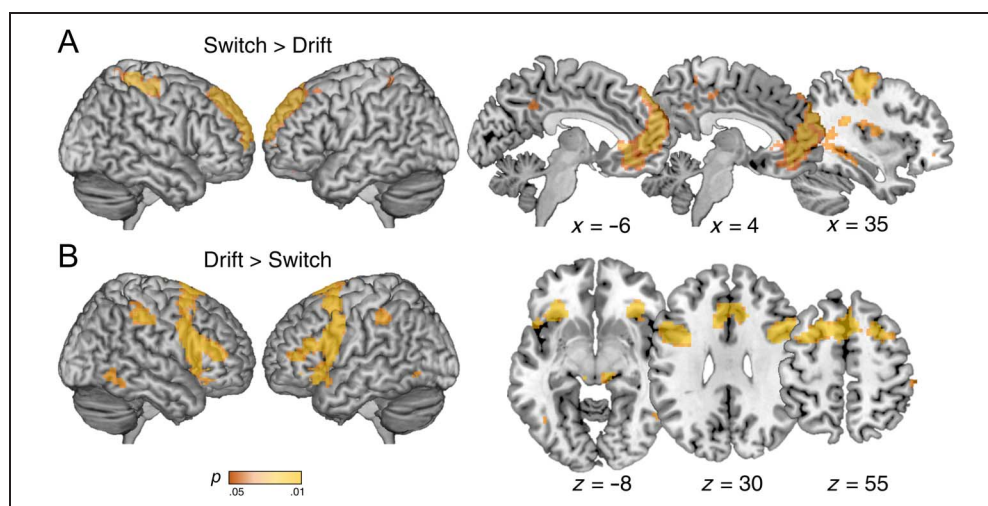 A
Switch > Drift
x = –6
x = 4
x = 35
B
Drift > Switch
z = –8
z = 30
z = 55
p
.05
.01